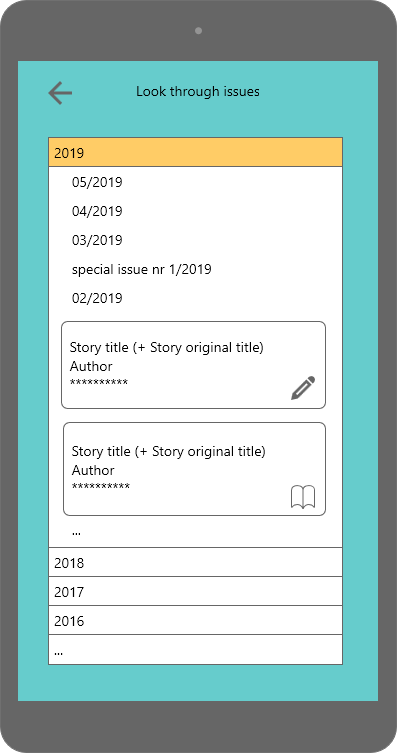 Look through issues
2019
05/2019
04/2019
03/2019
special issue nr 1/2019
02/2019
Story title (+ Story original title)
Author
**********
Story title (+ Story original title)
Author
**********
...
2018
2017
2016
...